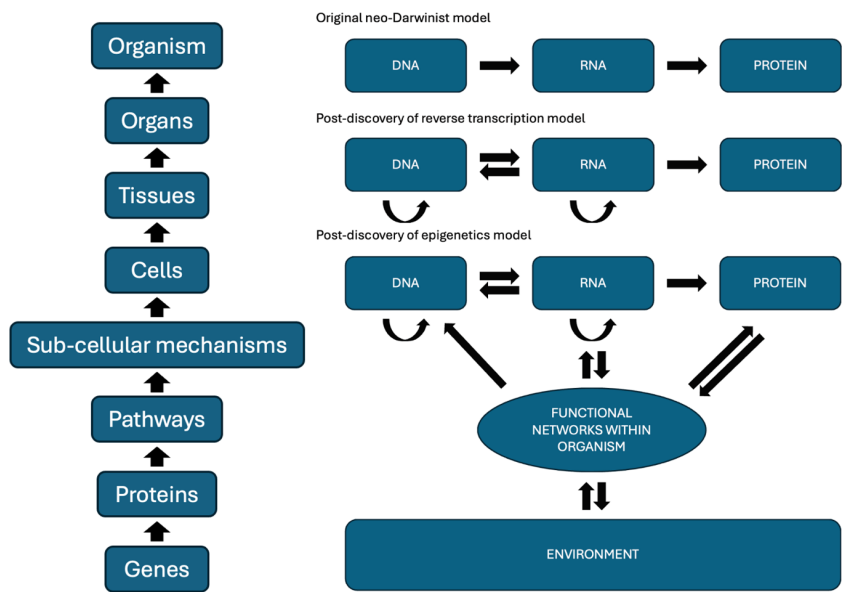 Organism
Organs
Tissues
Cells
Sub-cellular mechanisms
Pathways
Proteins
Genes
Original neo-Darwinist model
DNA
RNA
PROTEIN
Post-discovery of reverse transcription model
DNA
RNA
PROTEIN
Post-discovery of epigenetics model
DNA
RNA
PROTEIN
FUNCTIONAL
NETWORKS WITHIN
ORGANISM
ENVIRONMENT